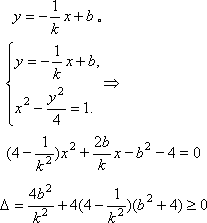 y = -\frac{1}{k}x + b 。
\begin{cases} y = -\frac{1}{k}x + b, \\ x^2 - \frac{y^2}{4} = 1. \end{cases} \Rightarrow
(4 - \frac{1}{k^2})x^2 + \frac{2b}{k}x - b^2 - 4 = 0
\Delta = \frac{4b^2}{k^2} + 4(4 - \frac{1}{k^2})(b^2 + 4) \geq 0